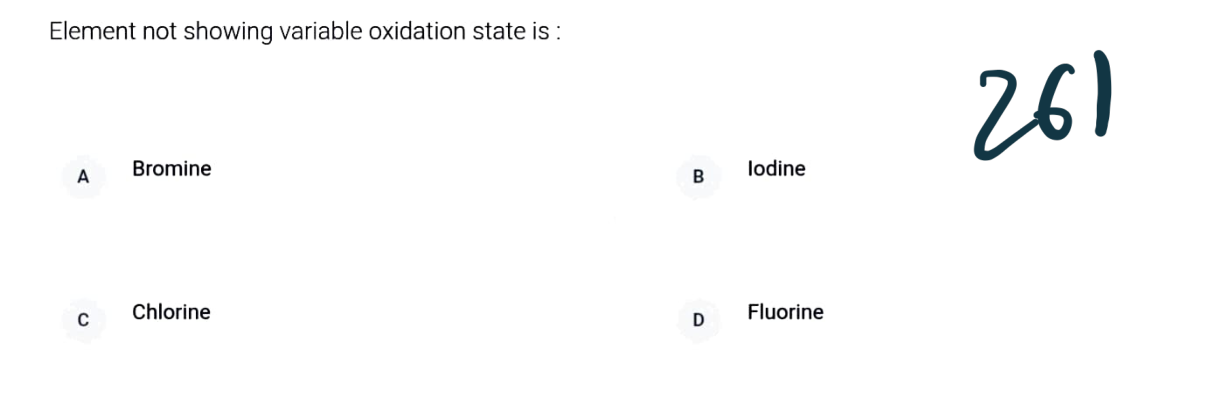 Element not showing variable oxidation state is :
261
A Bromine
B Iodine
C Chlorine
D Fluorine